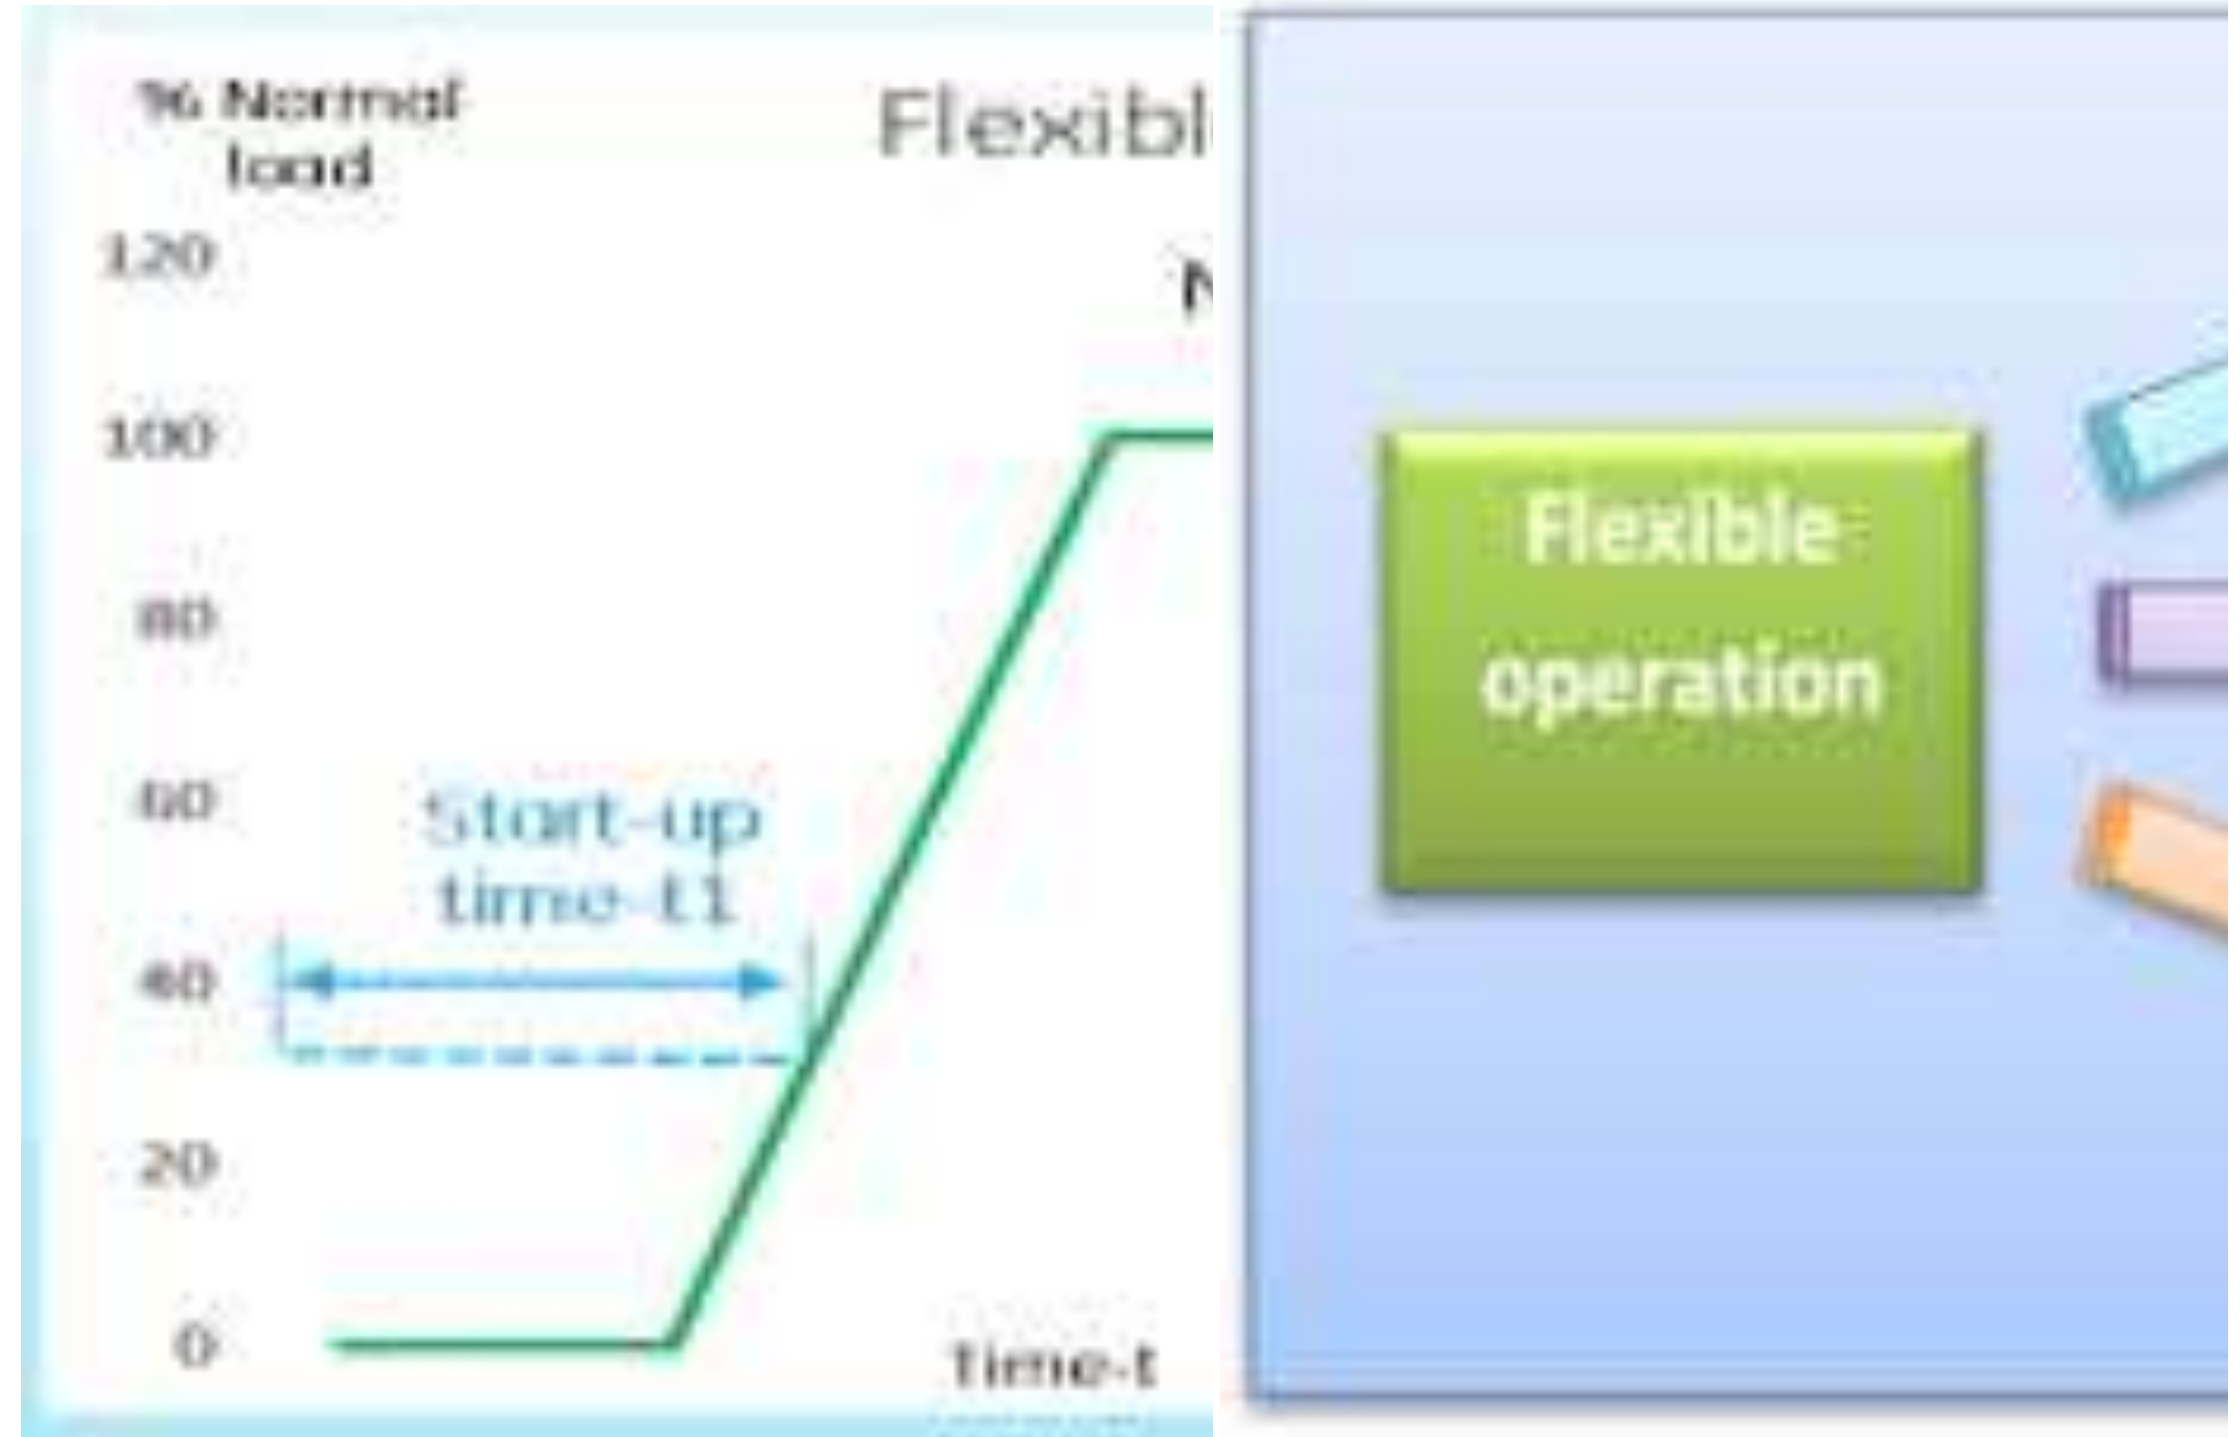 % Normal
load
Flexibl
120
N
100
80
60
Start-up
time-t1
40
20
0
Time-t
Flexible
operation